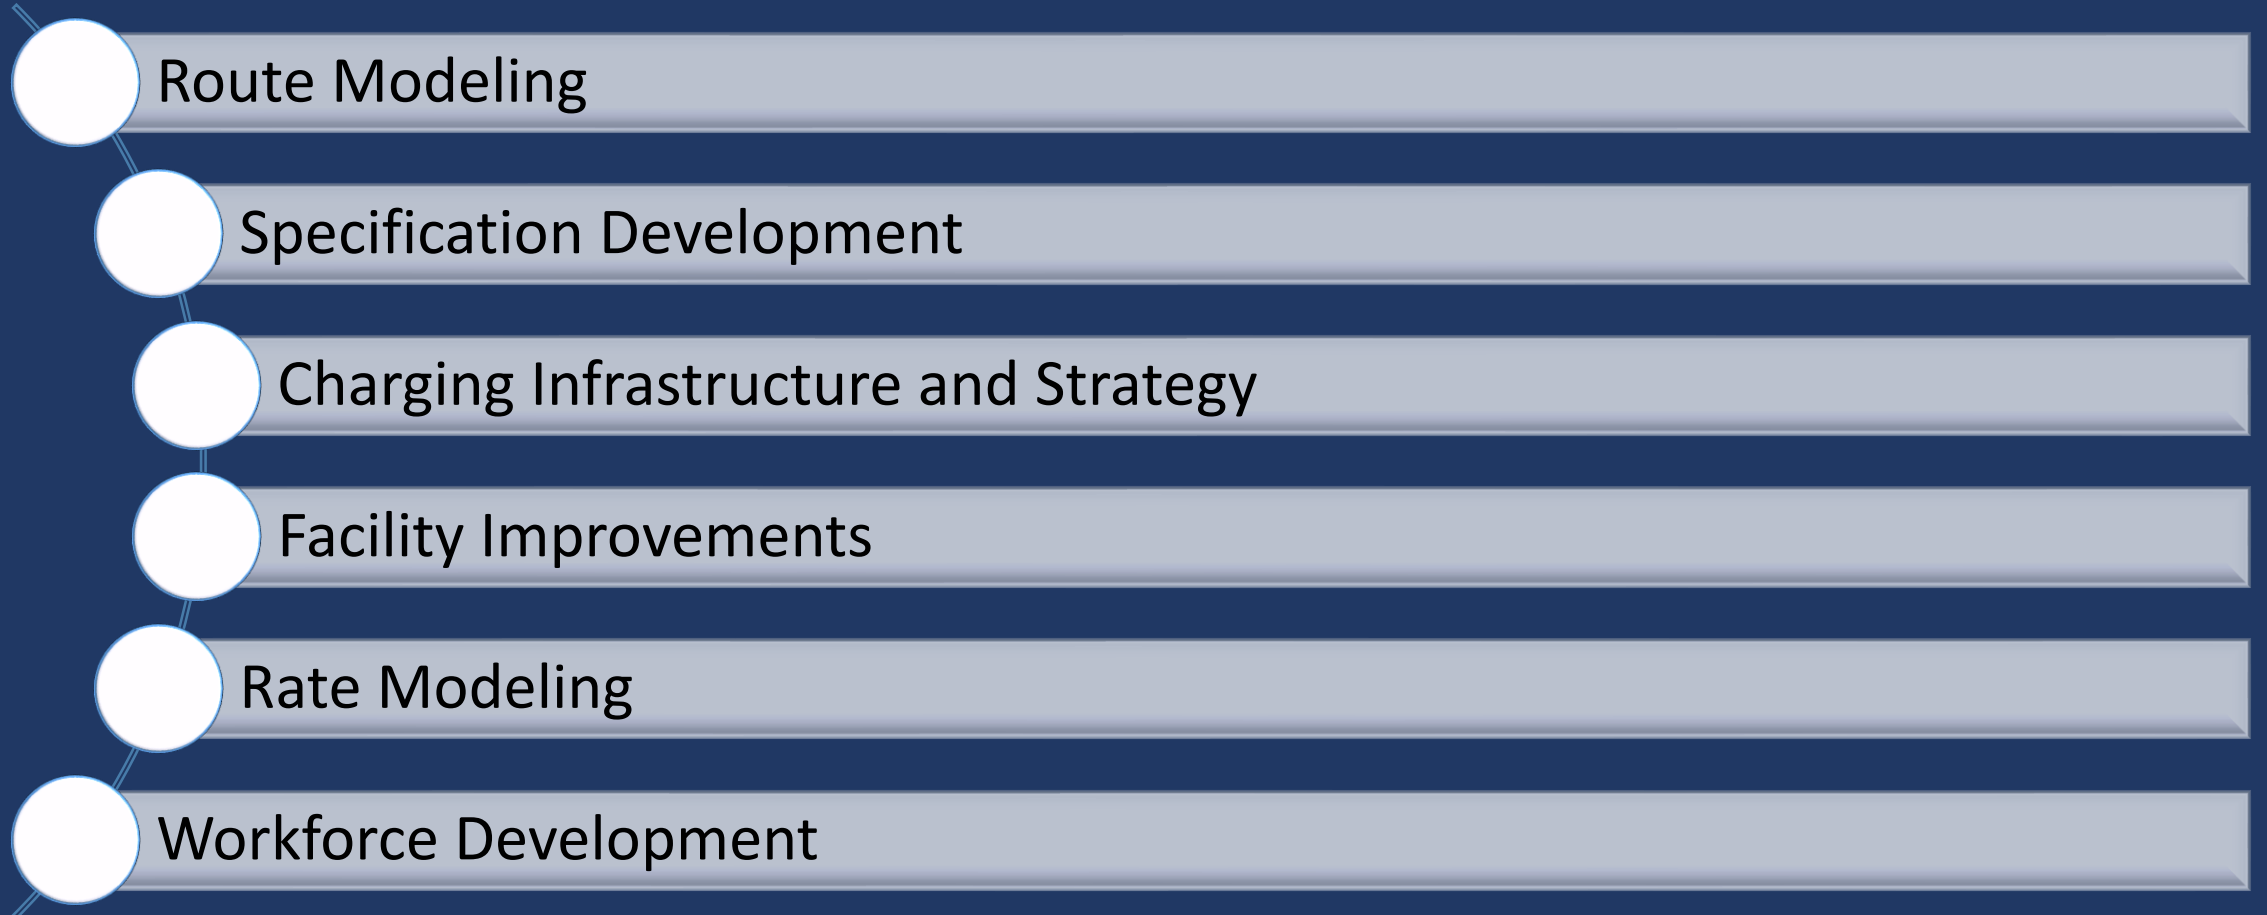 Route Modeling
Specification Development
Charging Infrastructure and Strategy
Facility Improvements
Rate Modeling
Workforce Development